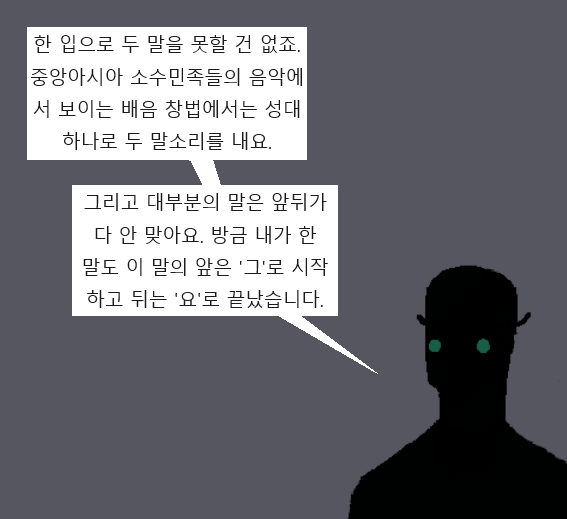 한 입으로 두 말을 못할 건 없죠.
중앙아시아 소수민족들의 음악에
서 보이는 배음 창법에서는 성대
하나로 두 말소리를 내요.
그리고 대부분의 말은 앞뒤가
다 안 맞아요. 방금 내가 한
말도 이 말의 앞은 '그'로 시작
하고 뒤는 '요'로 끝났습니다.